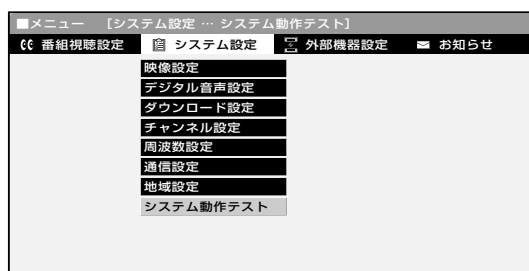 ■メニュー [システム設定 … システム動作テスト]
番組視聴設定 システム設定 外部機器設定 お知らせ
映像設定
デジタル音声設定
ダウンロード設定
チャンネル設定
周波数設定
通信設定
地域設定
システム動作テスト